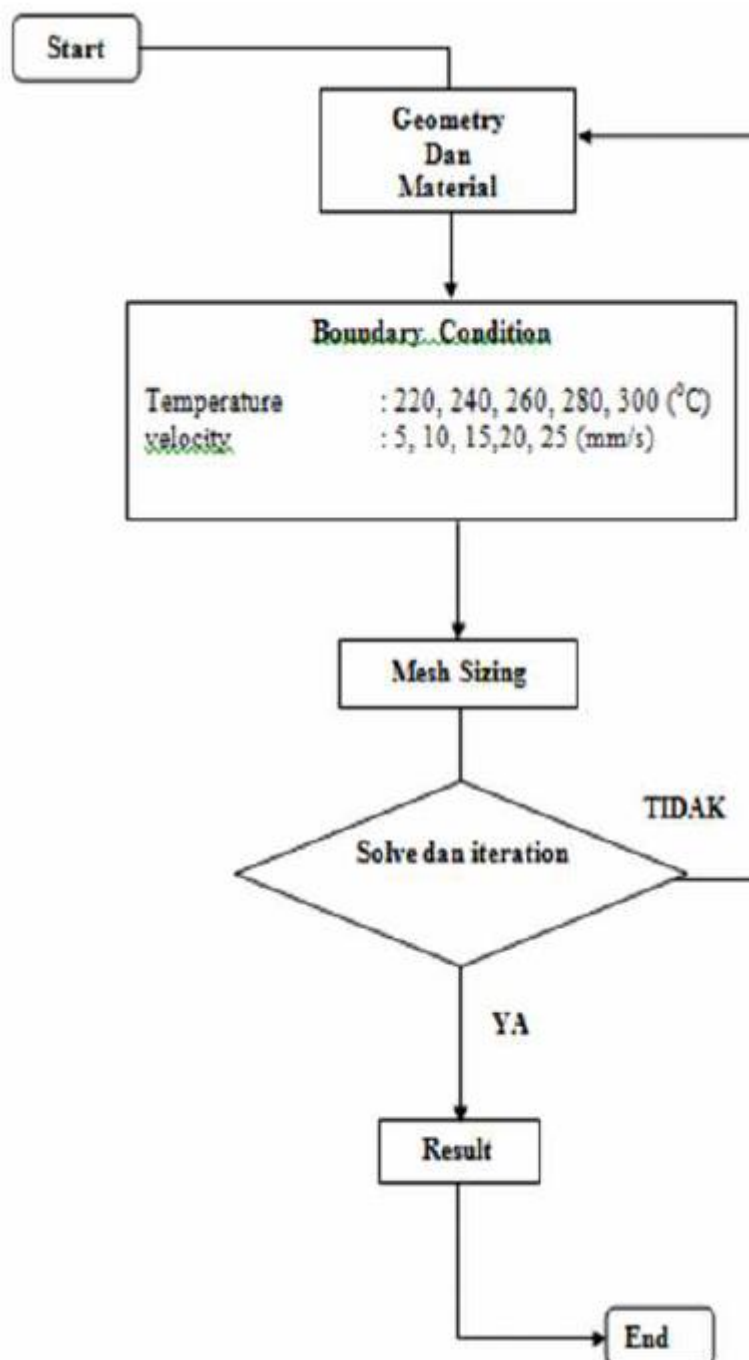 Start
Geometry
Dan
Material
Boundary Condition
Temperature : 220, 240, 260, 280, 300 (⁰C)
velocity : 5, 10, 15,20, 25 (mm/s)
Mesh Sizing
TIDAK
Solve dan iteration
YA
Result
End